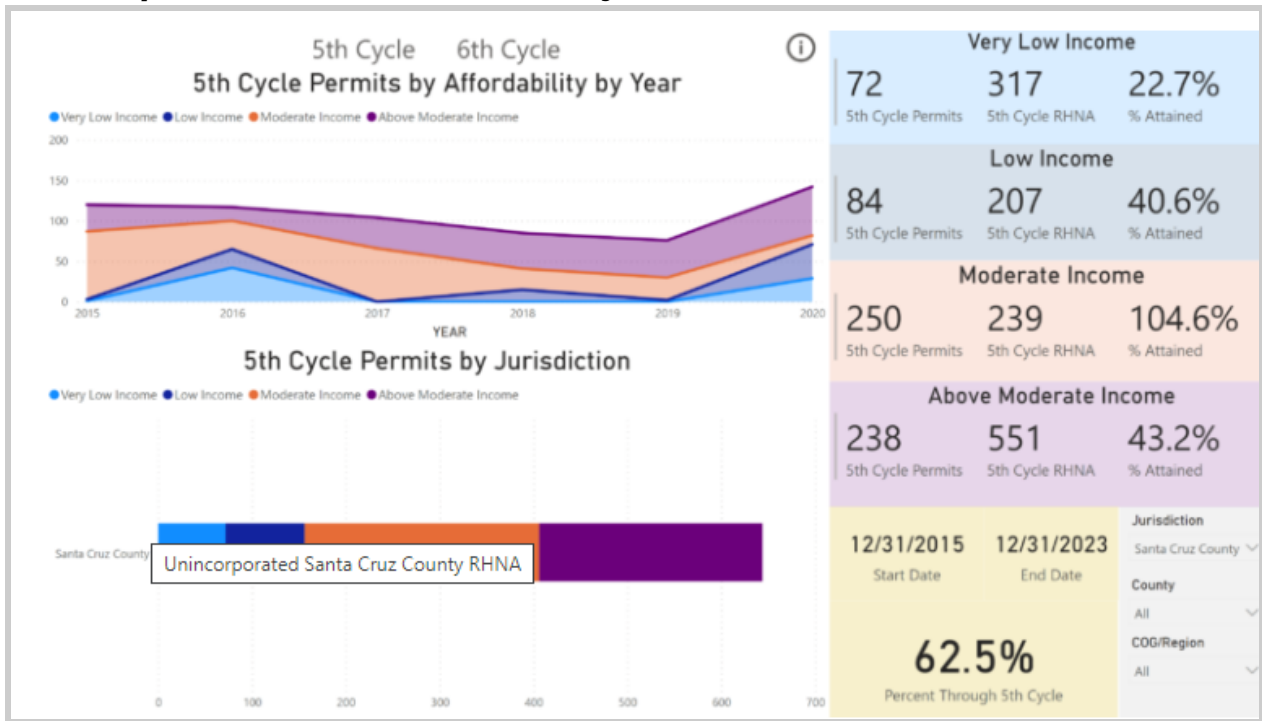 5th Cycle 6th Cycle
5th Cycle Permits by Affordability by Year
Very Low Income Low Income Moderate Income Above Moderate Income
200
150
100
50
0
2015 2016 2017 2018 2019 2020
YEAR
5th Cycle Permits by Jurisdiction
Very Low Income Low Income Moderate Income Above Moderate Income
Santa Cruz County
Unincorporated Santa Cruz County RHNA
0 100 200 300 400 500 600 700
Very Low Income
72 317 22.7%
5th Cycle Permits 5th Cycle RHNA % Attained
Low Income
84 207 40.6%
5th Cycle Permits 5th Cycle RHNA % Attained
Moderate Income
250 239 104.6%
5th Cycle Permits 5th Cycle RHNA % Attained
Above Moderate Income
238 551 43.2%
5th Cycle Permits 5th Cycle RHNA % Attained
12/31/2015 12/31/2023
Start Date End Date
62.5%
Percent Through 5th Cycle
Jurisdiction
Santa Cruz County
County
All
COG/Region
All